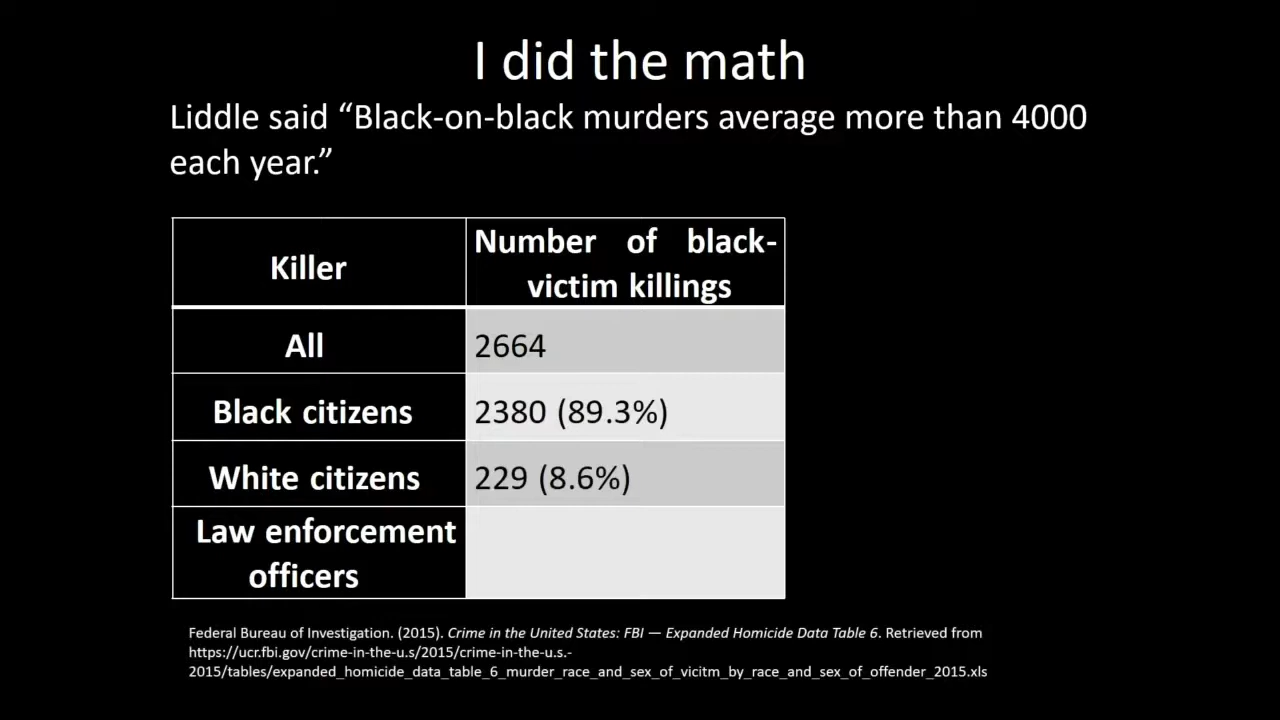 I did the math
Liddle said “Black-on-black murders average more than 4000
each year.”
Killer
Number of black-
victim killings
All
2664
Black citizens
2380 (89.3%)
White citizens
229 (8.6%)
Law enforcement
officers
Federal Bureau of Investigation. (2015). Crime in the United States: FBI — Expanded Homicide Data Table 6. Retrieved from
https://ucr.fbi.gov/crime-in-the-u.s/2015/crime-in-the-u.s.-
2015/tables/expanded_homicide_data_table_6_murder_race_and_sex_of_vicitm_by_race_and_sex_of_offender_2015.xls